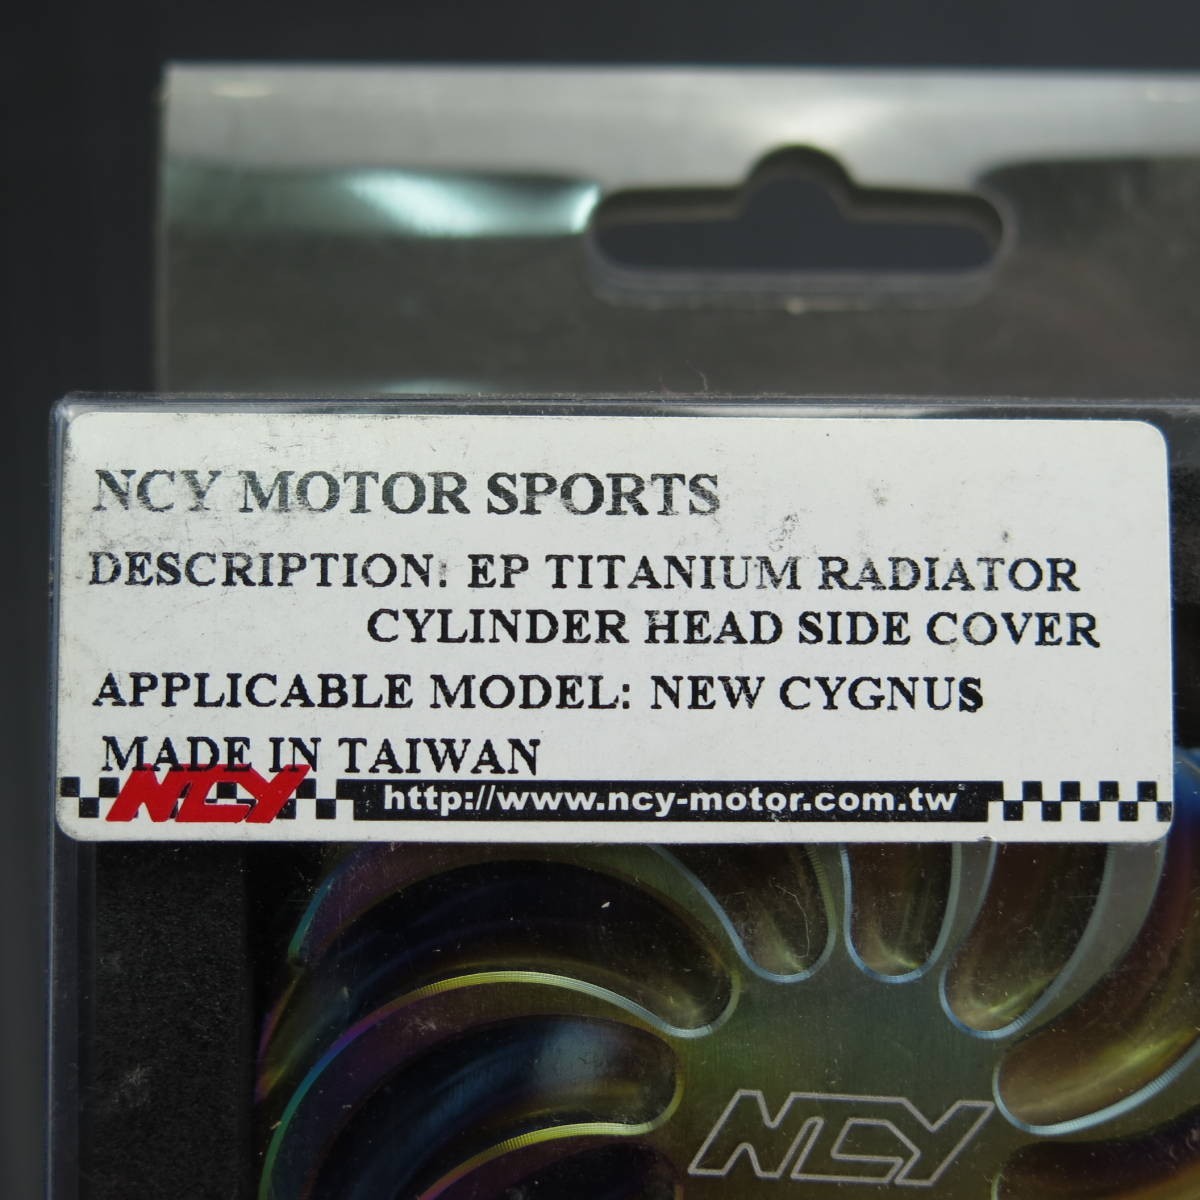 NCY MOTOR SPORTS
DESCRIPTION: EP TITANIUM RADIATOR
CYLINDER HEAD SIDE COVER
APPLICABLE MODEL: NEW CYGNUS
MADE IN TAIWAN
NCY http://www.ncy-motor.com.tw
NCY